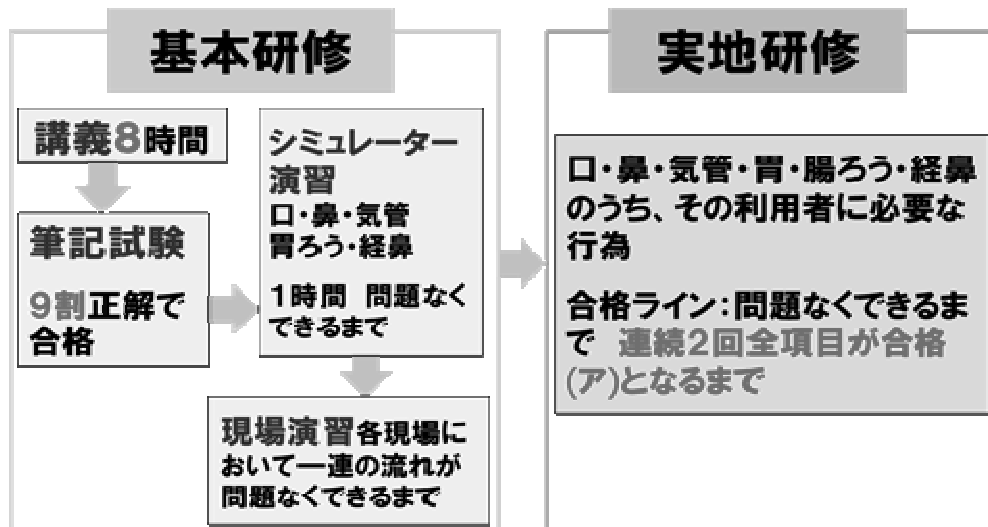 基本研修
講義8時間
筆記試験
9割正解で
合格
シミュレーター
演習
口・鼻・気管
胃ろう・経鼻
1時間 問題なく
できるまで
現場演習各現場に
おいて一連の流れが
問題なくできるまで
実地研修
口・鼻・気管・胃・腸ろう・経鼻
のうち、その利用者に必要な
行為
合格ライン:問題なくできるま
で 連続2回全項目が合格
(ア)となるまで